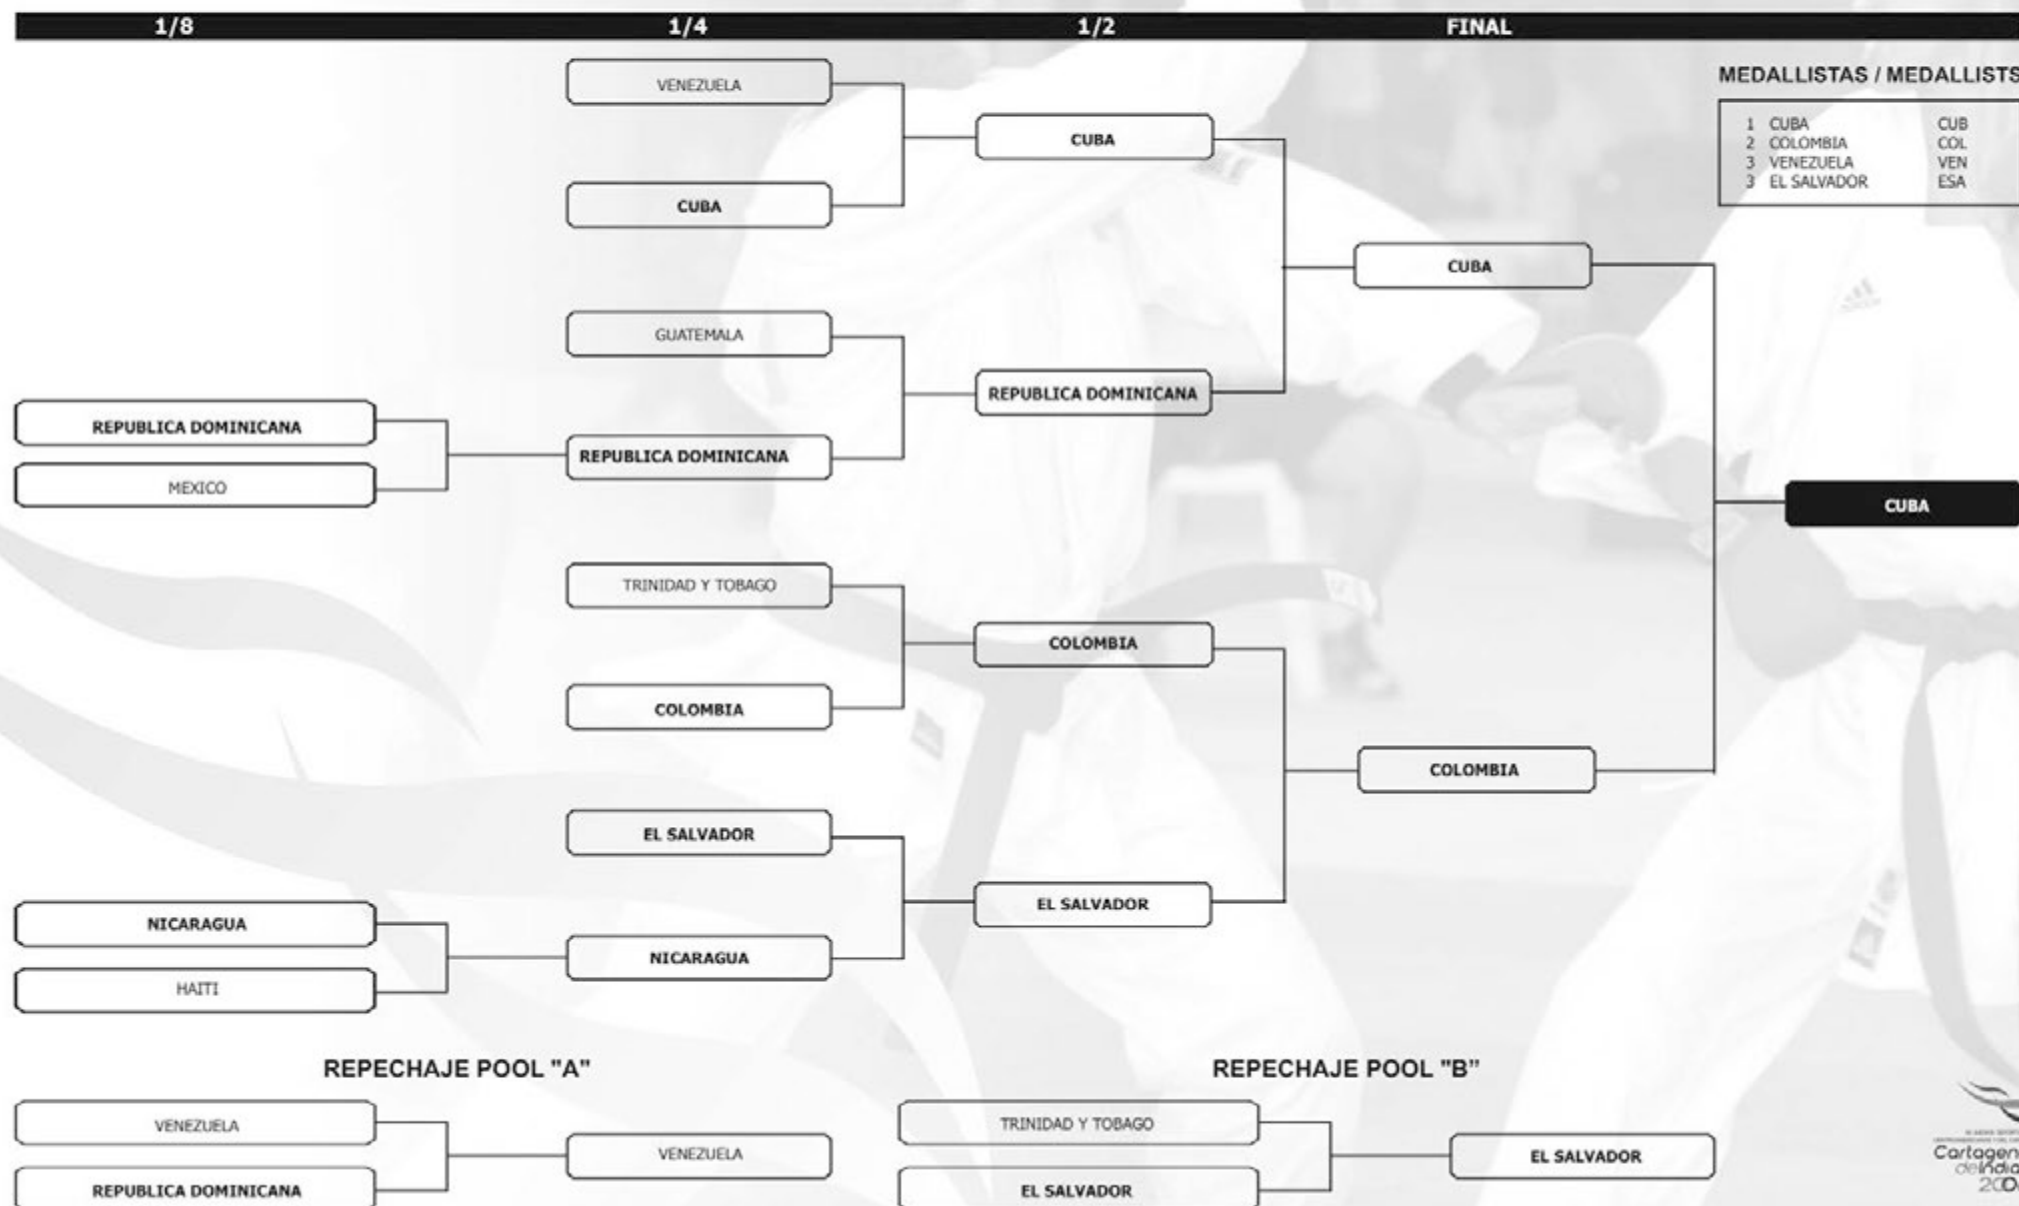 1/8 1/4 1/2 FINAL
MEDALLISTAS / MEDALLISTS
1 CUBA CUB
2 COLOMBIA COL
3 VENEZUELA VEN
3 EL SALVADOR ESA
VENEZUELA
CUBA
CUBA
CUBA
GUATEMALA
REPUBLICA DOMINICANA
REPUBLICA DOMINICANA
REPUBLICA DOMINICANA
MEXICO
CUBA
TRINIDAD Y TOBAGO
COLOMBIA
COLOMBIA
COLOMBIA
EL SALVADOR
EL SALVADOR
NICARAGUA
NICARAGUA
HAITI
REPECHAJE POOL "A" REPECHAJE POOL "B"
VENEZUELA
VENEZUELA
REPUBLICA DOMINICANA
TRINIDAD Y TOBAGO
EL SALVADOR
EL SALVADOR